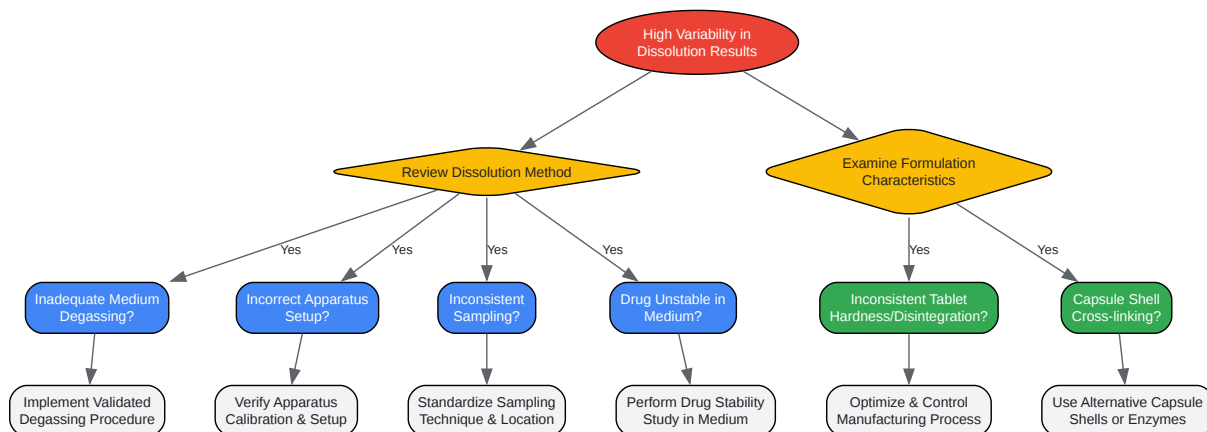 High Variability in
Dissolution Results
Review Dissolution Method
Examine Formulation
Characteristics
Yes
Yes
Yes
Yes
Yes
Yes
Inadequate Medium
Degassing?
Incorrect Apparatus
Setup?
Inconsistent
Sampling?
Drug Unstable in
Medium?
Inconsistent Tablet
Hardness/Disintegration?
Capsule Shell
Cross-linking?
Implement Validated
Degassing Procedure
Verify Apparatus
Calibration & Setup
Standardize Sampling
Technique & Location
Perform Drug Stability
Study in Medium
Optimize & Control
Manufacturing Process
Use Alternative Capsule
Shells or Enzymes